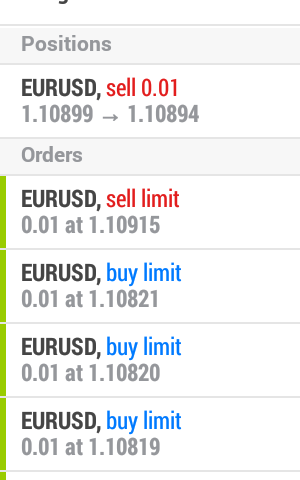 Positions
EURUSD, sell 0.01
1.10899 → 1.10894
Orders
EURUSD, sell limit
0.01 at 1.10915
EURUSD, buy limit
0.01 at 1.10821
EURUSD, buy limit
0.01 at 1.10820
EURUSD, buy limit
0.01 at 1.10819